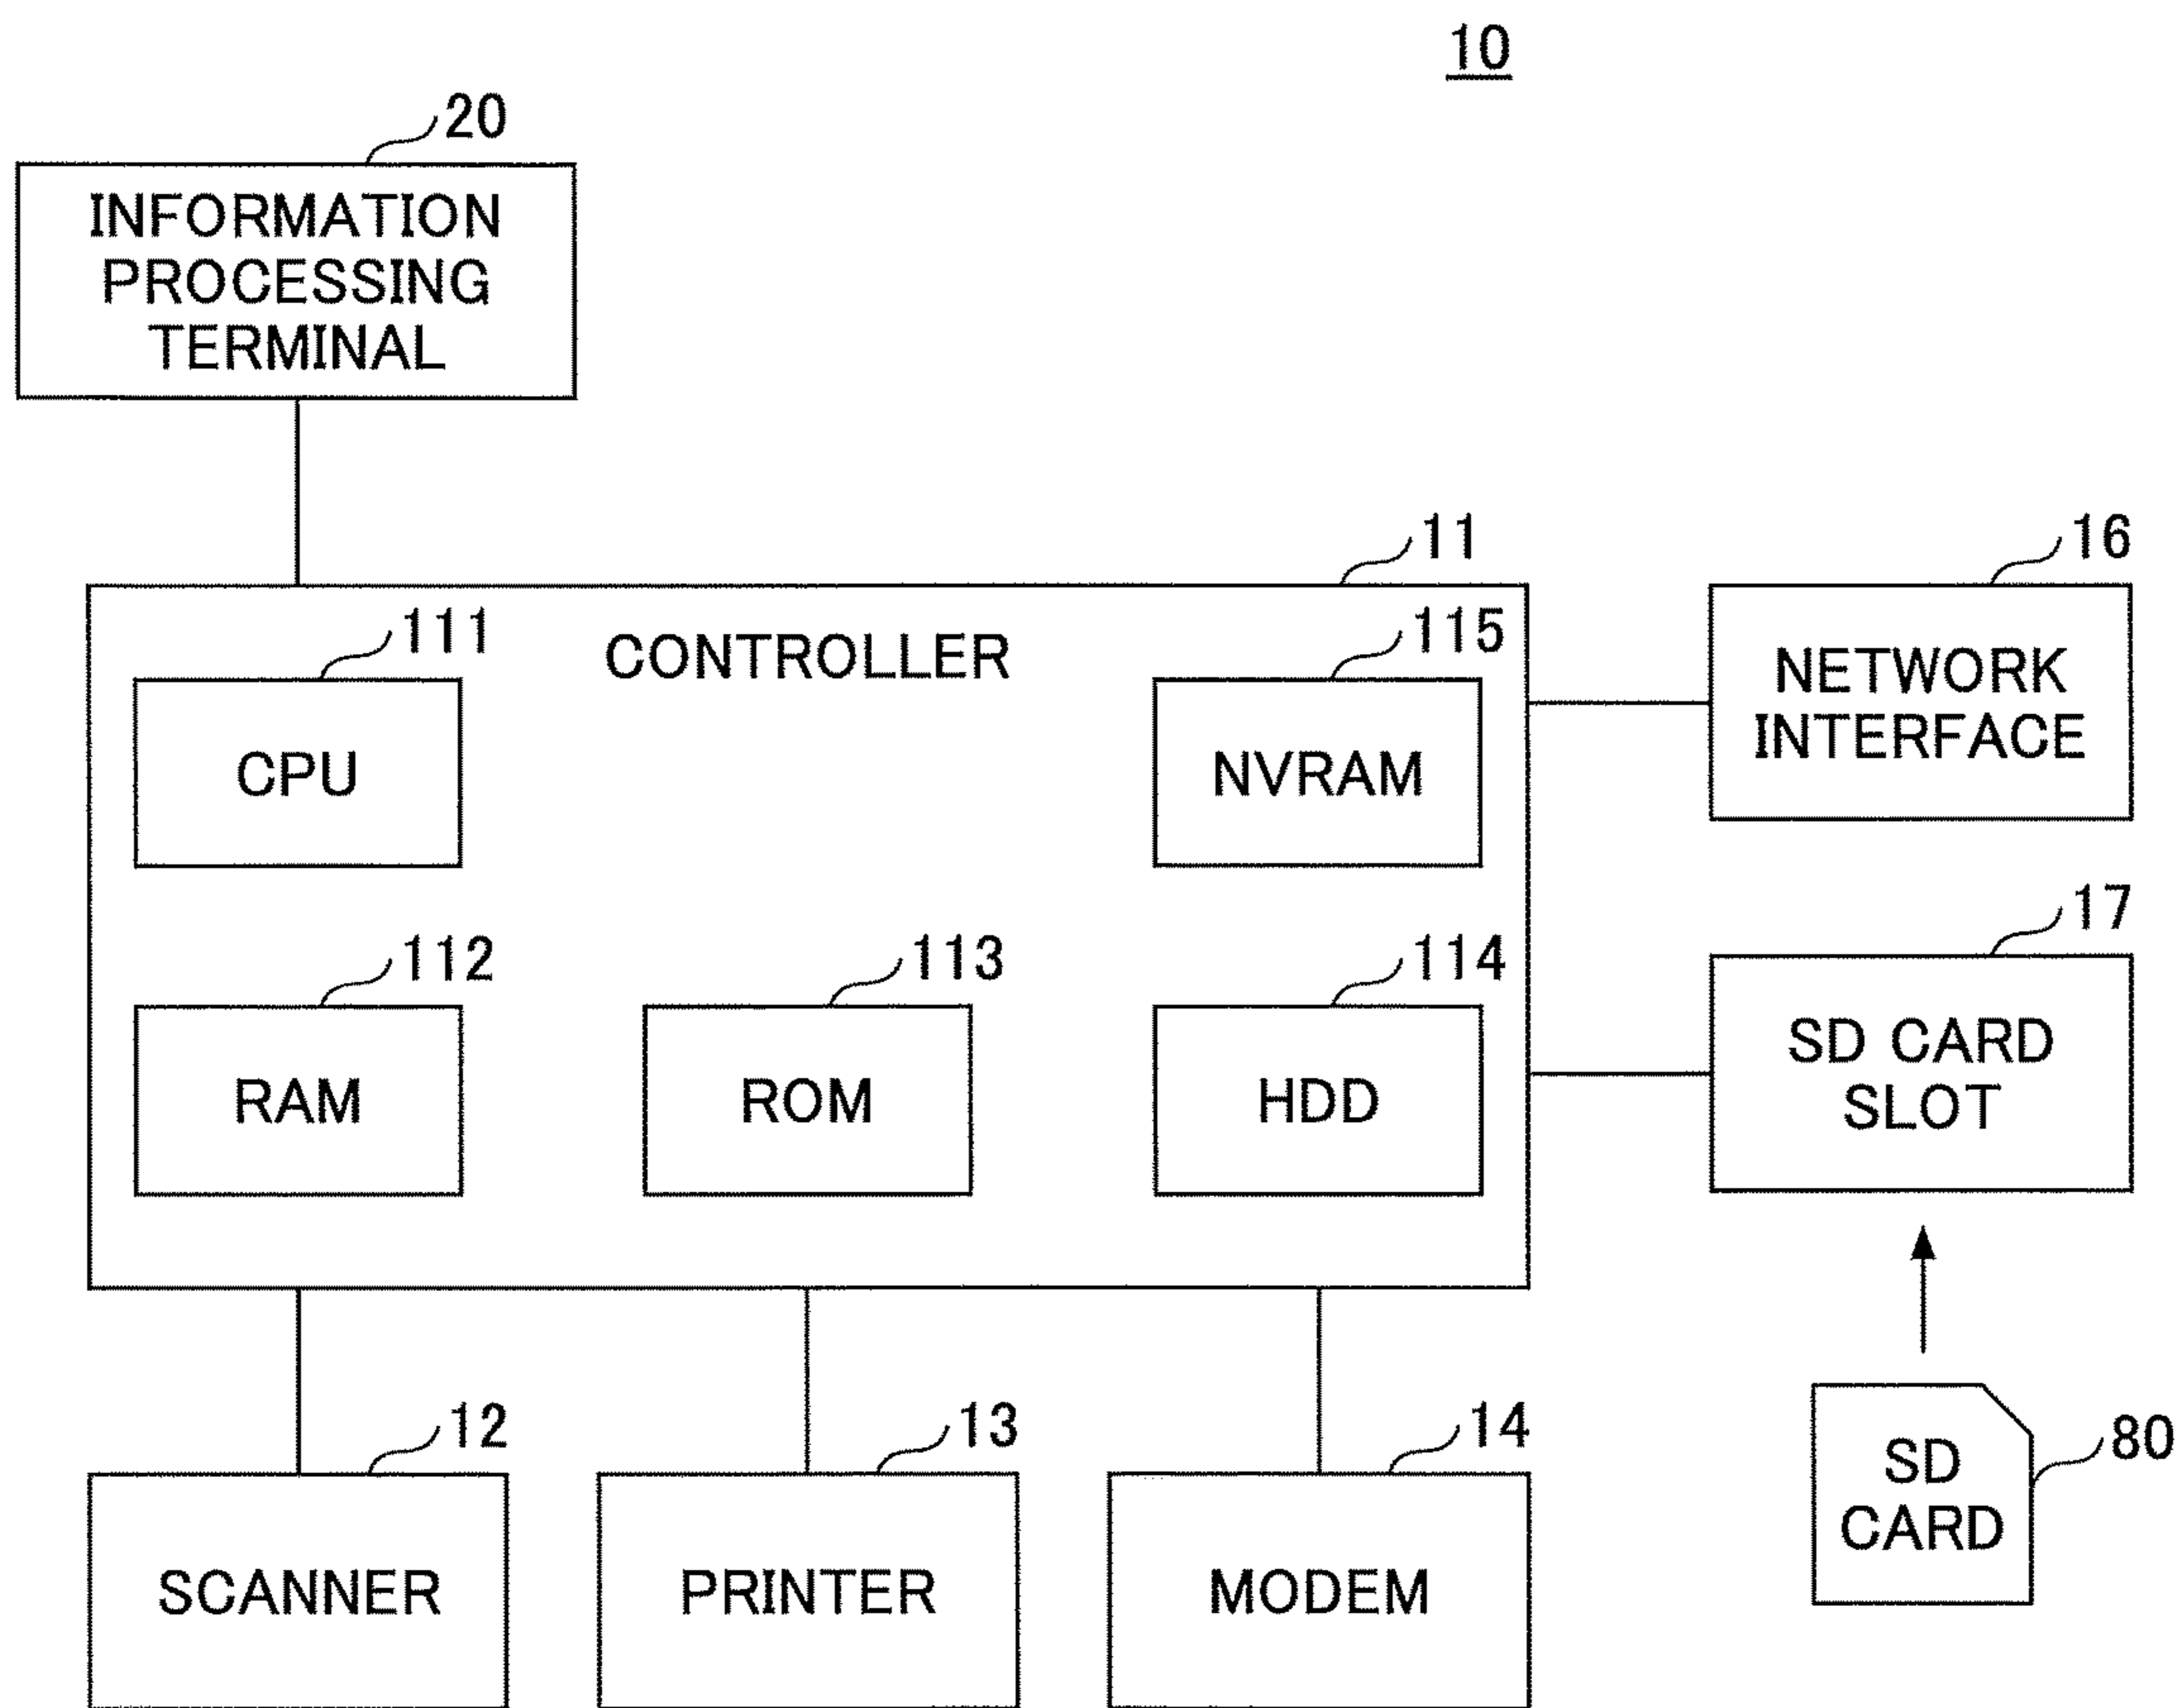 10
20
INFORMATION
PROCESSING
TERMINAL
11
16
111
CONTROLLER
115
NETWORK
INTERFACE
CPU
NVRAM
17
112
113
114
SD CARD
SLOT
RAM
ROM
HDD
12
13
14
80
SD
CARD
SCANNER
PRINTER
MODEM